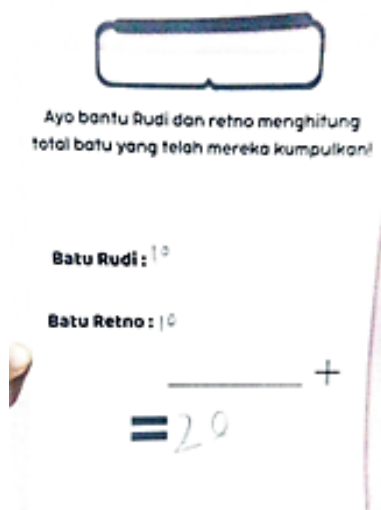 Ayo bantu Rudi dan retno menghitung
total batu yang telah mereka kumpulkan!
Batu Rudi : 10
Batu Retno : 10
+
= 20